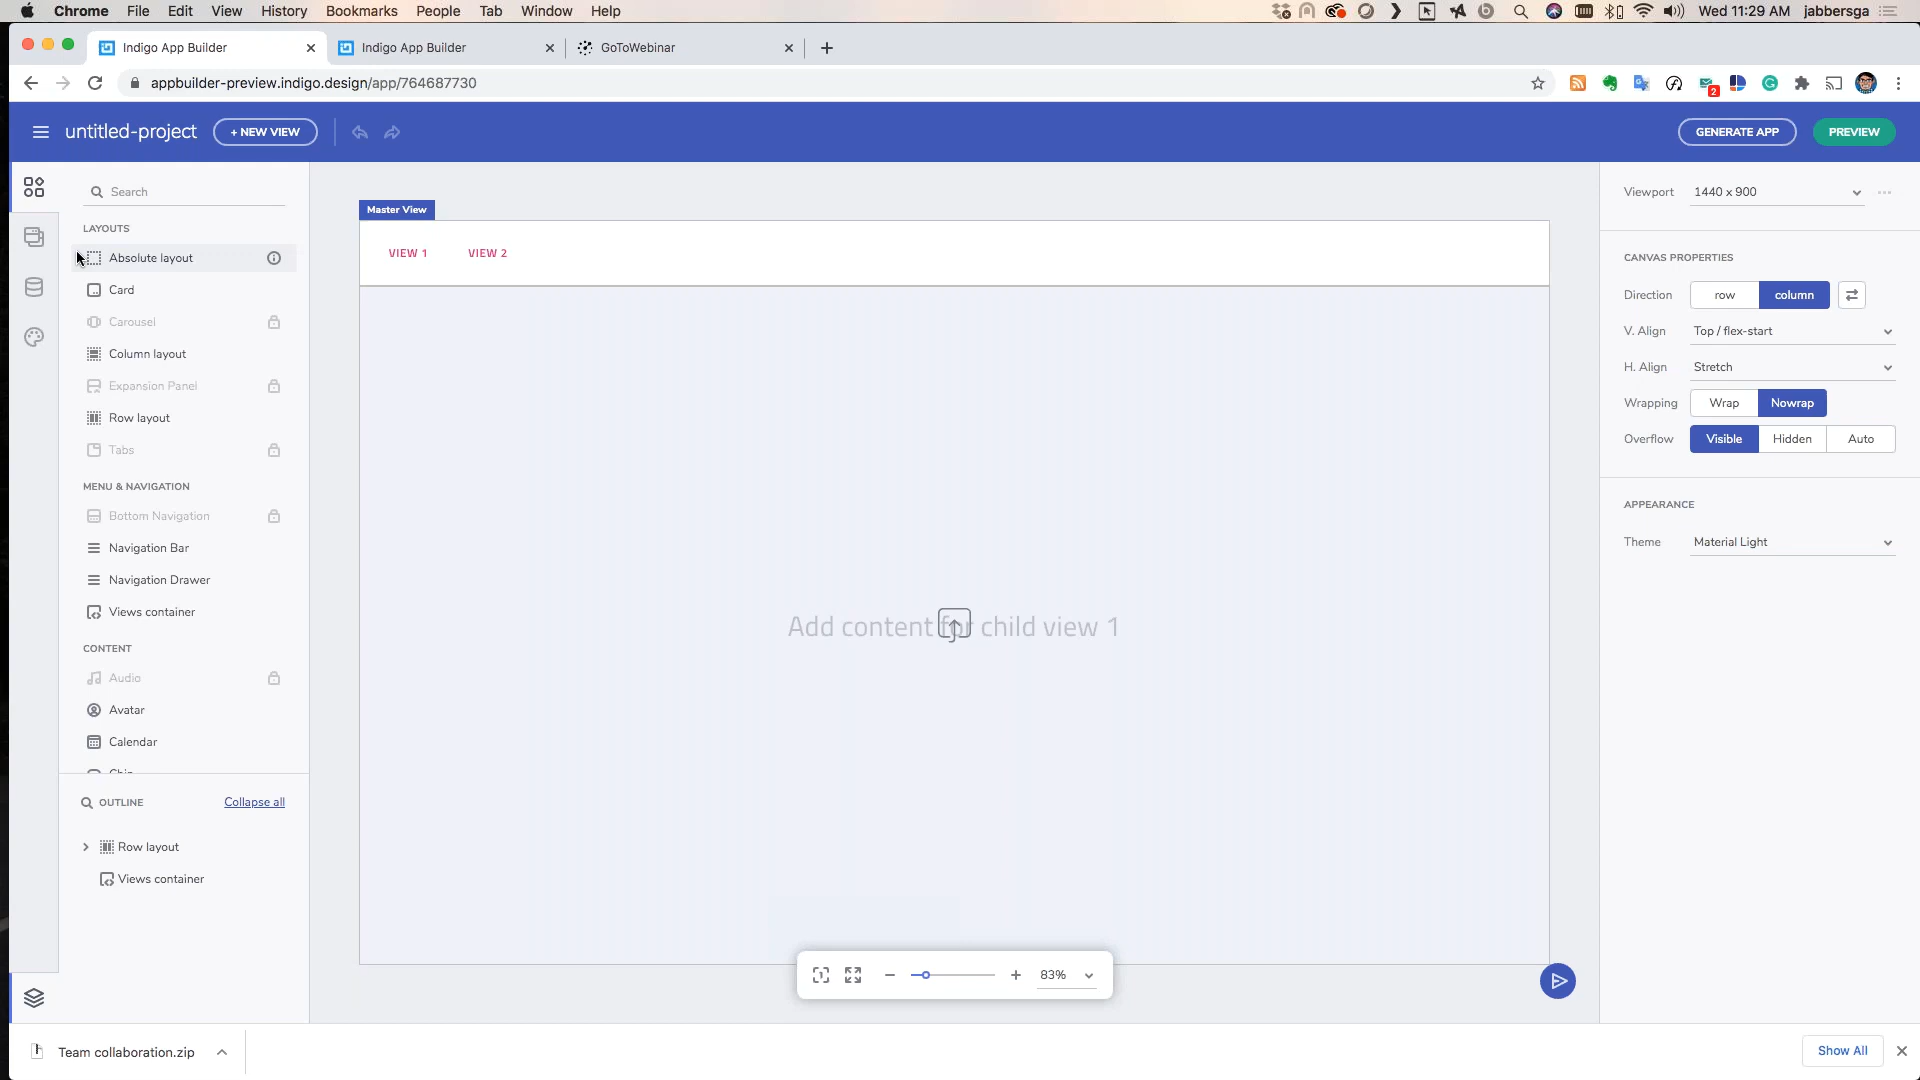 Chrome File Edit View History Bookmarks People Tab Window Help Wed 11:29 AM jabbersga
Indigo App Builder Indigo App Builder GoToWebinar
appbuilder-preview.indigo.design/app/764687730
2
untitled-project + NEW VIEW GENERATE APP PREVIEW
Search
LAYOUTS
Absolute layout
Card
Carousel
Column layout
Expansion Panel
Row layout
Tabs
MENU & NAVIGATION
Bottom Navigation
Navigation Bar
Navigation Drawer
Views container
CONTENT
Audio
Avatar
Calendar
Chip
OUTLINE Collapse all
Row layout
Views container
Master View
VIEW 1 VIEW 2
Add content for child view 1
83%
Viewport 1440 x 900
CANVAS PROPERTIES
Direction row column
V. Align Top / flex-start
H. Align Stretch
Wrapping Wrap Nowrap
Overflow Visible Hidden Auto
APPEARANCE
Theme Material Light
Team collaboration.zip Show All